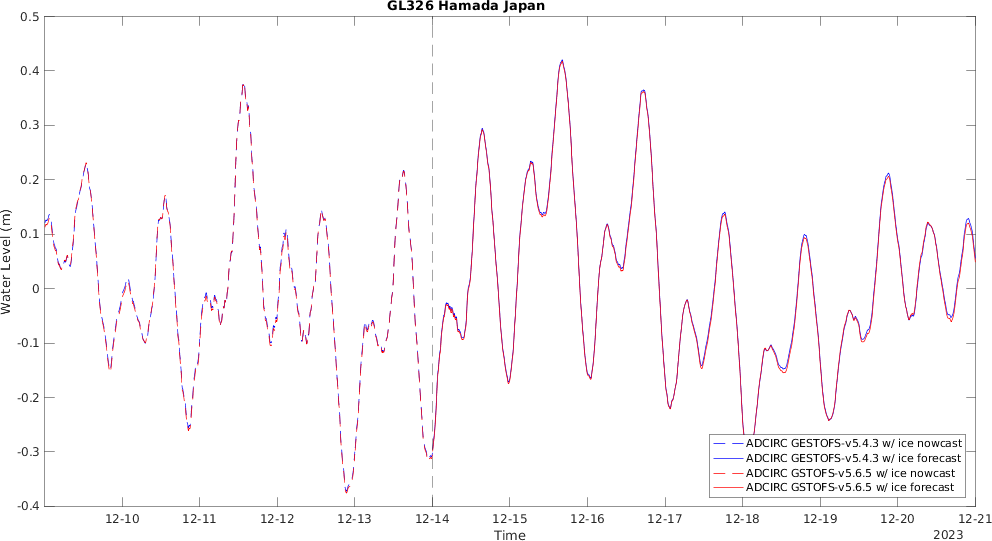 GL326 Hamada Japan
0.5
0.4
0.3
0.2
0.1
0
-0.1
-0.2
-0.3
-0.4
Water Level (m)
ADCIRC GESTOFS-v5.4.3 w/ ice nowcast
ADCIRC GESTOFS-v5.4.3 w/ ice forecast
ADCIRC GSTOFS-v5.6.5 w/ ice nowcast
ADCIRC GSTOFS-v5.6.5 w/ ice forecast
12-10 12-11 12-12 12-13 12-14 12-15 12-16 12-17 12-18 12-19 12-20 12-21
Time
2023